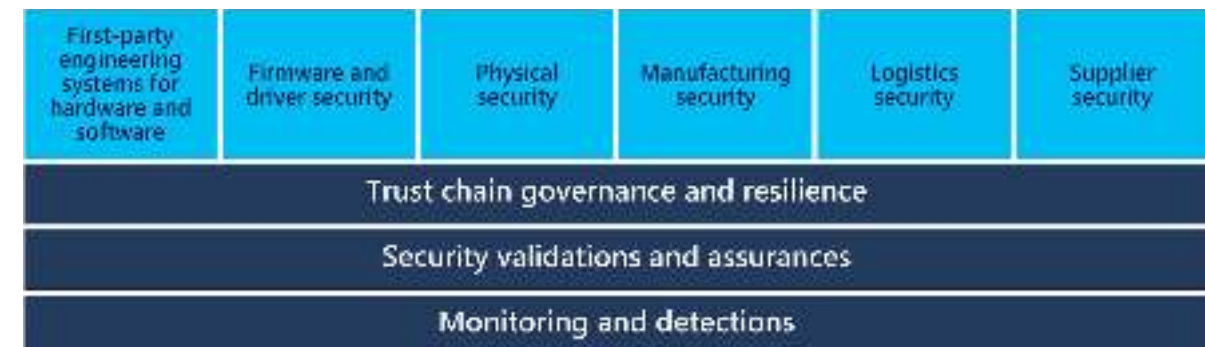 First-party
engineering
systems for
hardware and
software
Firmware and
driver security
Physical
security
Manufacturing
security
Logistics
security
Supplier
security
Trust chain governance and resilience
Security validations and assurances
Monitoring and detections